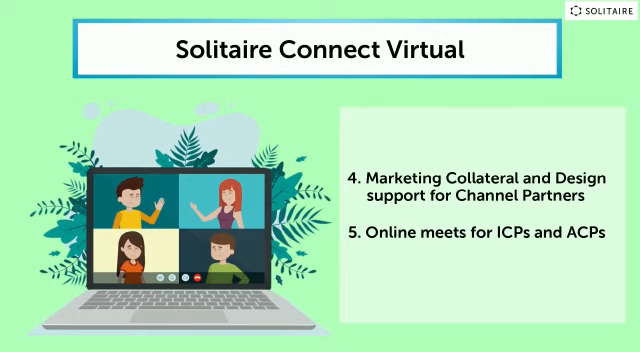 SOLITAIRE
Solitaire Connect Virtual
4. Marketing Collateral and Design
support for Channel Partners
5. Online meets for ICPs and ACPs